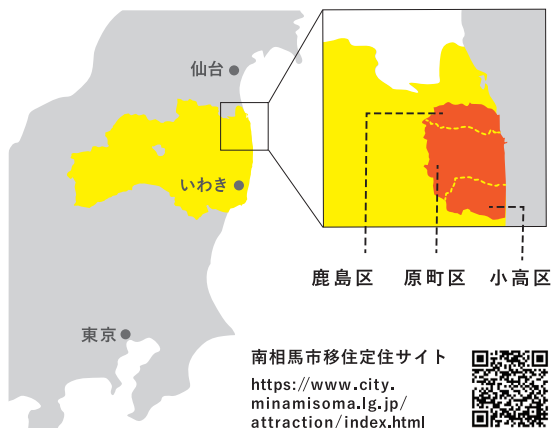 仙台
いわき
東京
鹿島区
原町区
小高区
南相馬市移住定住サイト
https://www.city.
minamisoma.lg.jp/
attraction/index.html